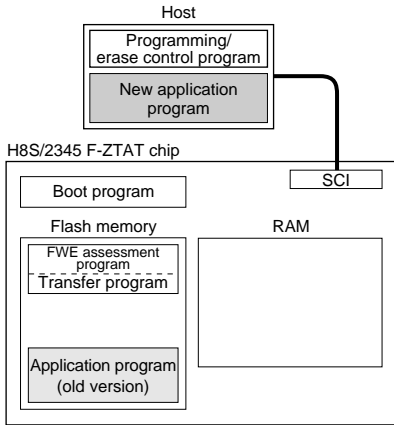 Host
Programming/
erase control program
New application
program
H8S/2345 F-ZTAT chip
SCI
Boot program
Flash memory
RAM
FWE assessment
program
Transfer program
Application program
(old version)